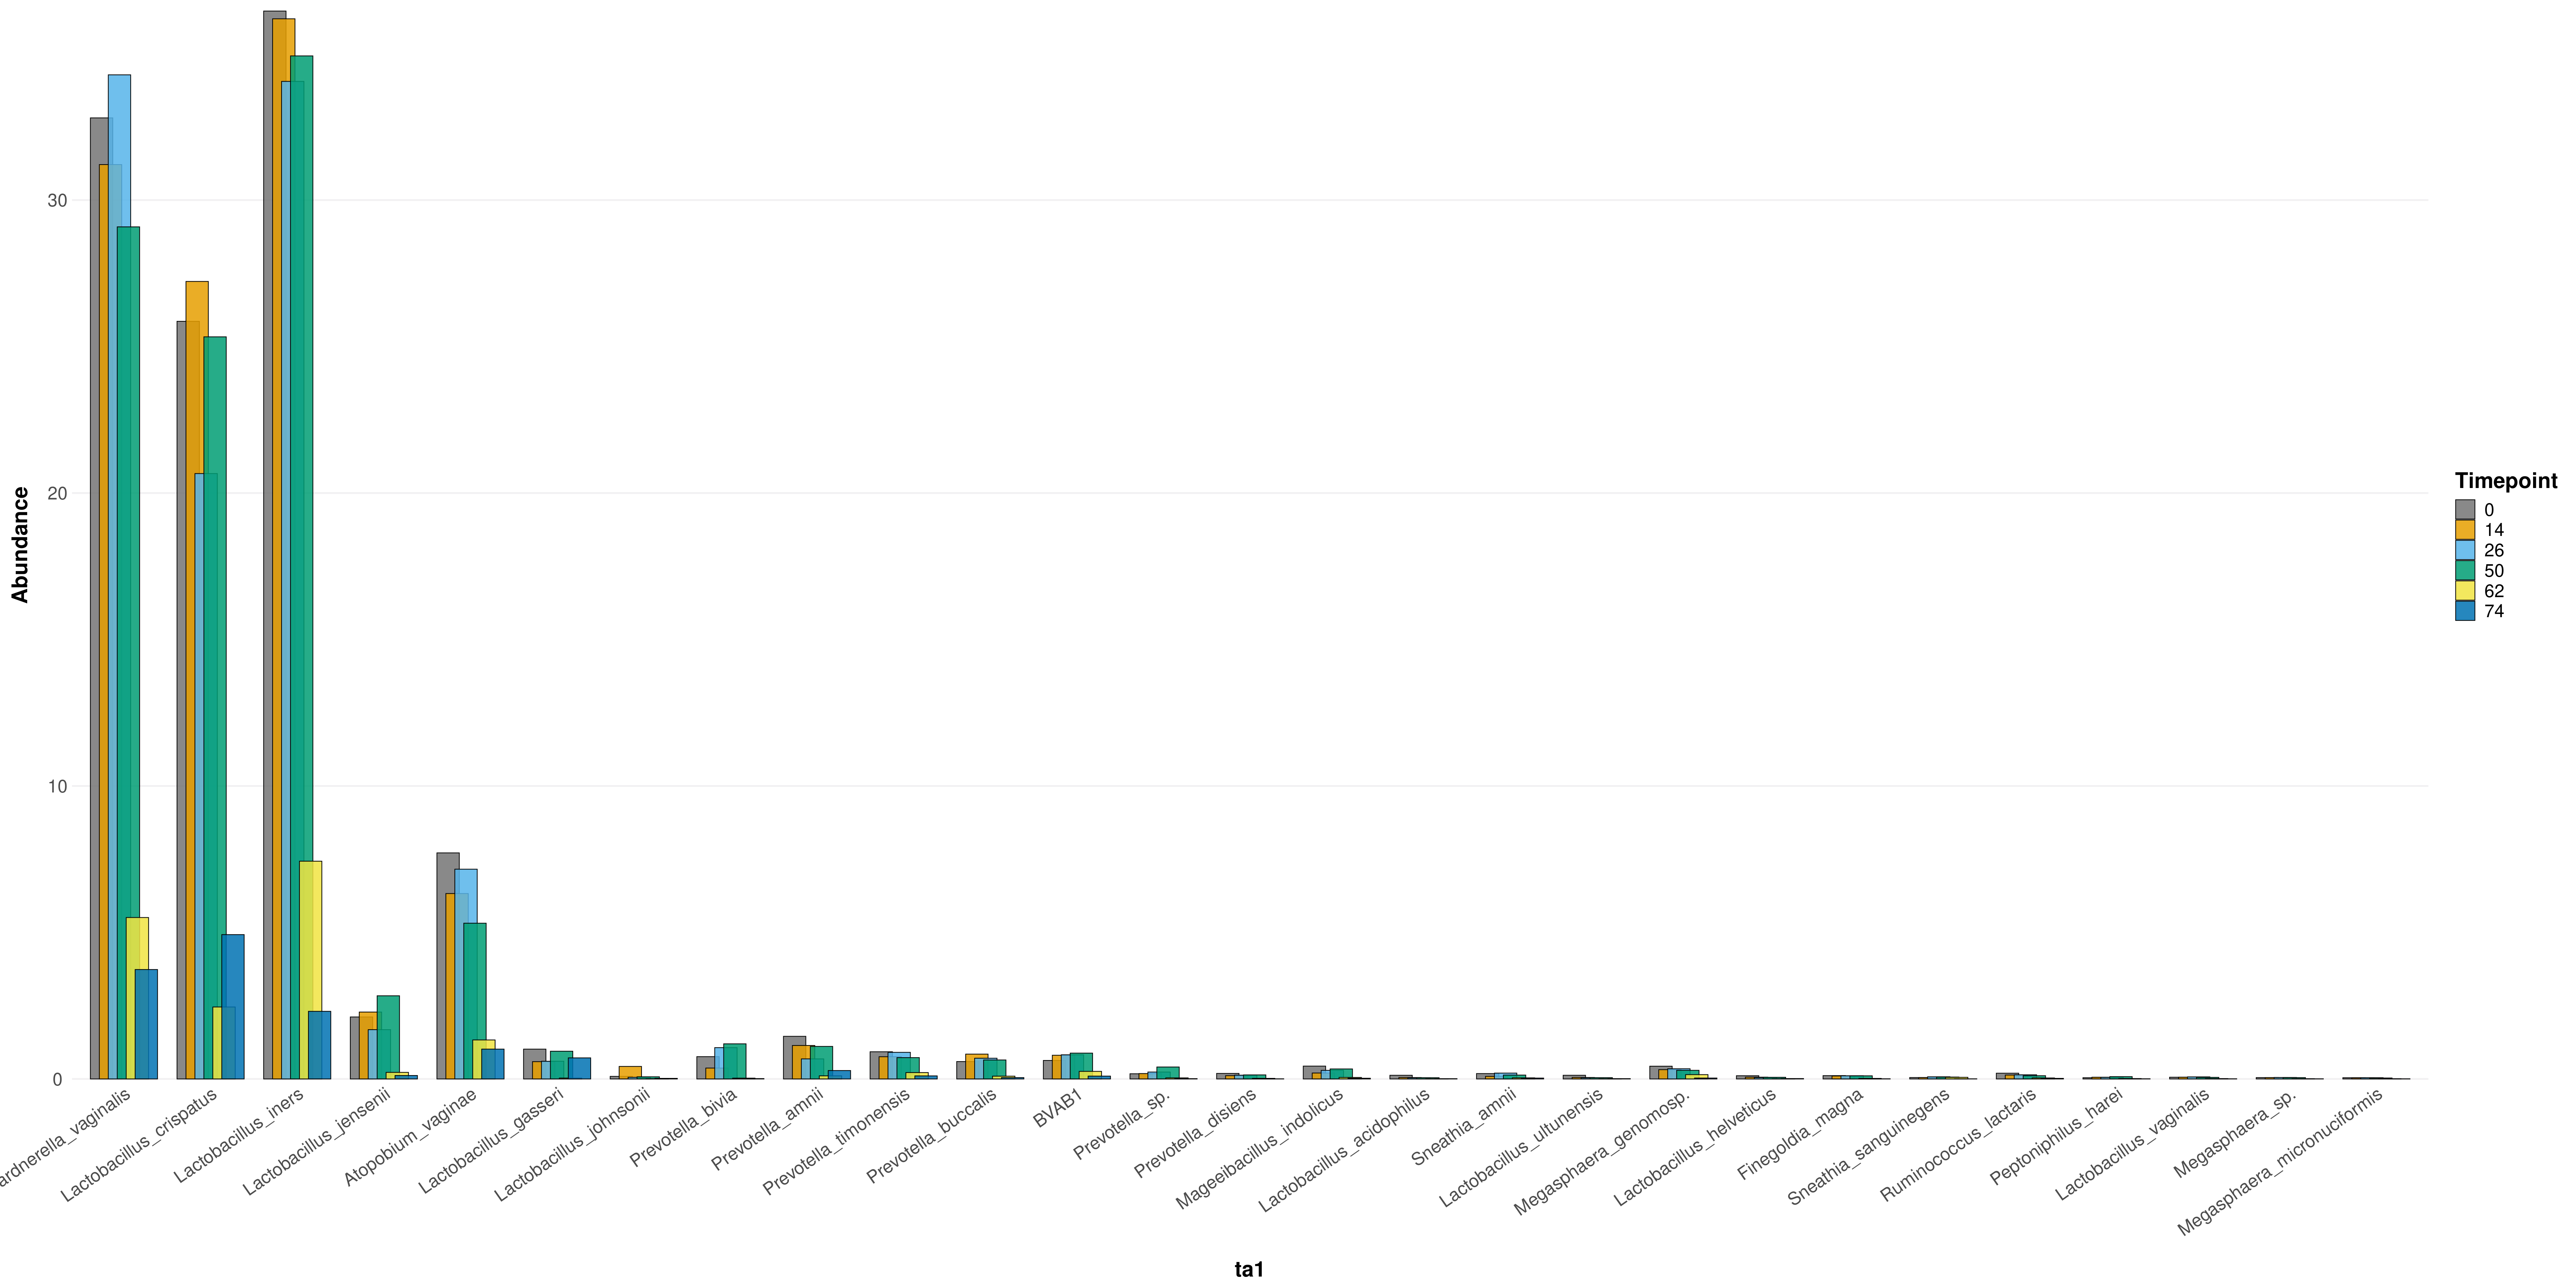 Abundance
30
20
10
0
ardnerella_vaginalis
Lactobacillus_crispatus
Lactobacillus_iners
Lactobacillus_jensenii
Atopobium_vaginae
Lactobacillus_gasseri
Lactobacillus_johnsonii
Prevotella_bivia
Prevotella_amnii
Prevotella_timonensis
Prevotella_buccalis
BVAB1
Prevotella_sp.
Prevotella_disiens
Mageeibacillus_indolicus
Lactobacillus_acidophilus
Sneathia_amnii
Lactobacillus_ultunensis
Megasphaera_genomosp.
Lactobacillus_helveticus
Finegoldia_magna
Sneathia_sanguinegens
Ruminococcus_lactaris
Peptoniphilus_harei
Lactobacillus_vaginalis
Megasphaera_sp.
Megasphaera_micronuciformis
ta1
Timepoint
0
14
26
50
62
74